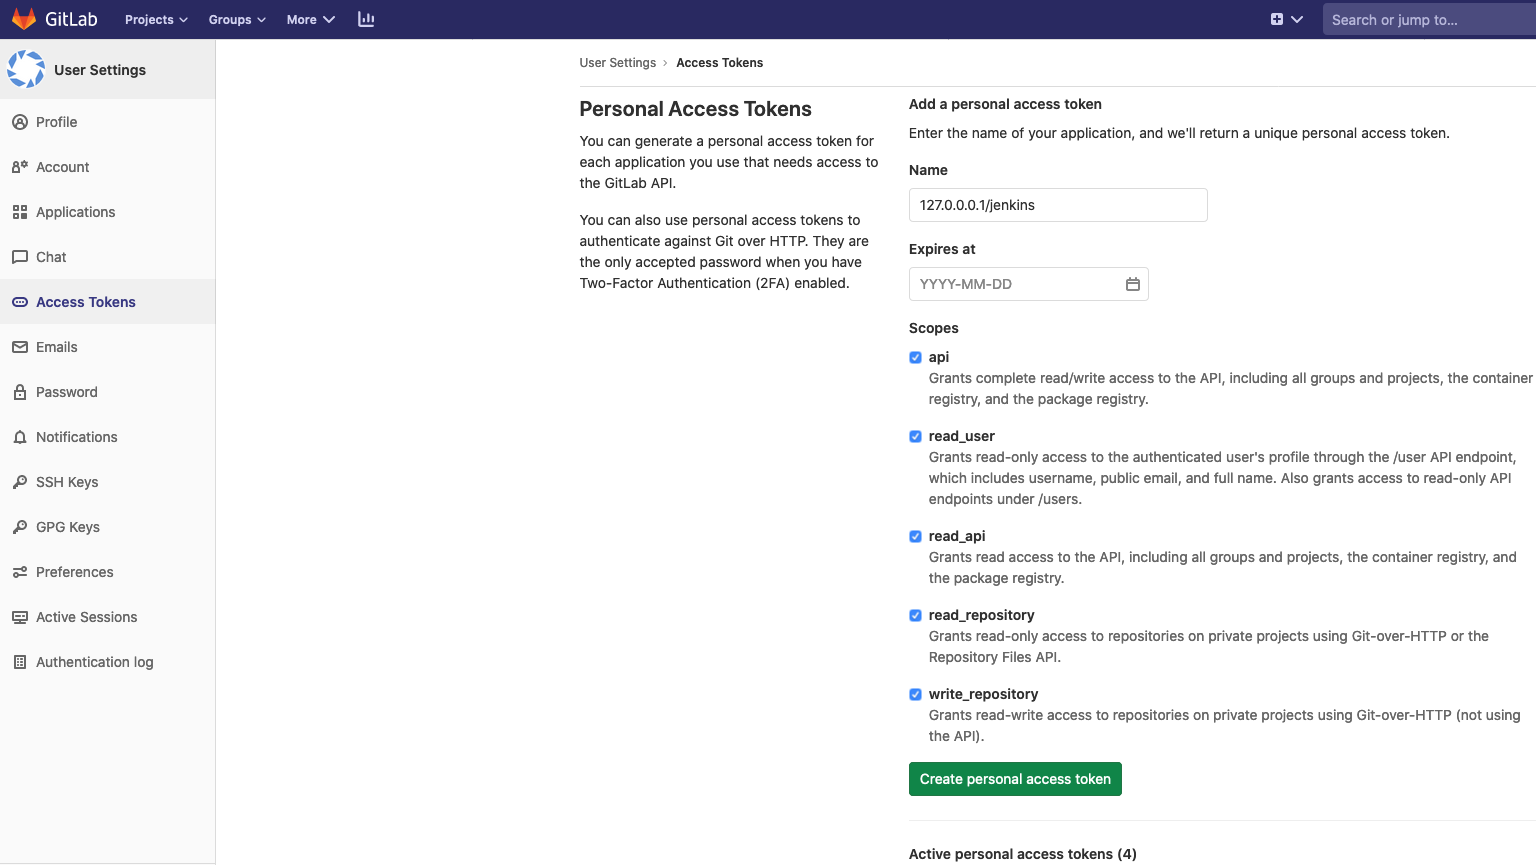 GitLab
Projects
Groups
More
Search or jump to...
User Settings
Profile
Account
Applications
Chat
Access Tokens
Emails
Password
Notifications
SSH Keys
GPG Keys
Preferences
Active Sessions
Authentication log
User Settings › Access Tokens
Personal Access Tokens
You can generate a personal access token for
each application you use that needs access to
the GitLab API.
You can also use personal access tokens to
authenticate against Git over HTTP. They are
the only accepted password when you have
Two-Factor Authentication (2FA) enabled.
Add a personal access token
Enter the name of your application, and we'll return a unique personal access token.
Name
127.0.0.0.1/jenkins
Expires at
YYYY-MM-DD
Scopes
api
Grants complete read/write access to the API, including all groups and projects, the container
registry, and the package registry.
read_user
Grants read-only access to the authenticated user's profile through the /user API endpoint,
which includes username, public email, and full name. Also grants access to read-only API
endpoints under /users.
read_api
Grants read access to the API, including all groups and projects, the container registry, and
the package registry.
read_repository
Grants read-only access to repositories on private projects using Git-over-HTTP or the
Repository Files API.
write_repository
Grants read-write access to repositories on private projects using Git-over-HTTP (not using
the API).
Create personal access token
Active personal access tokens (4)